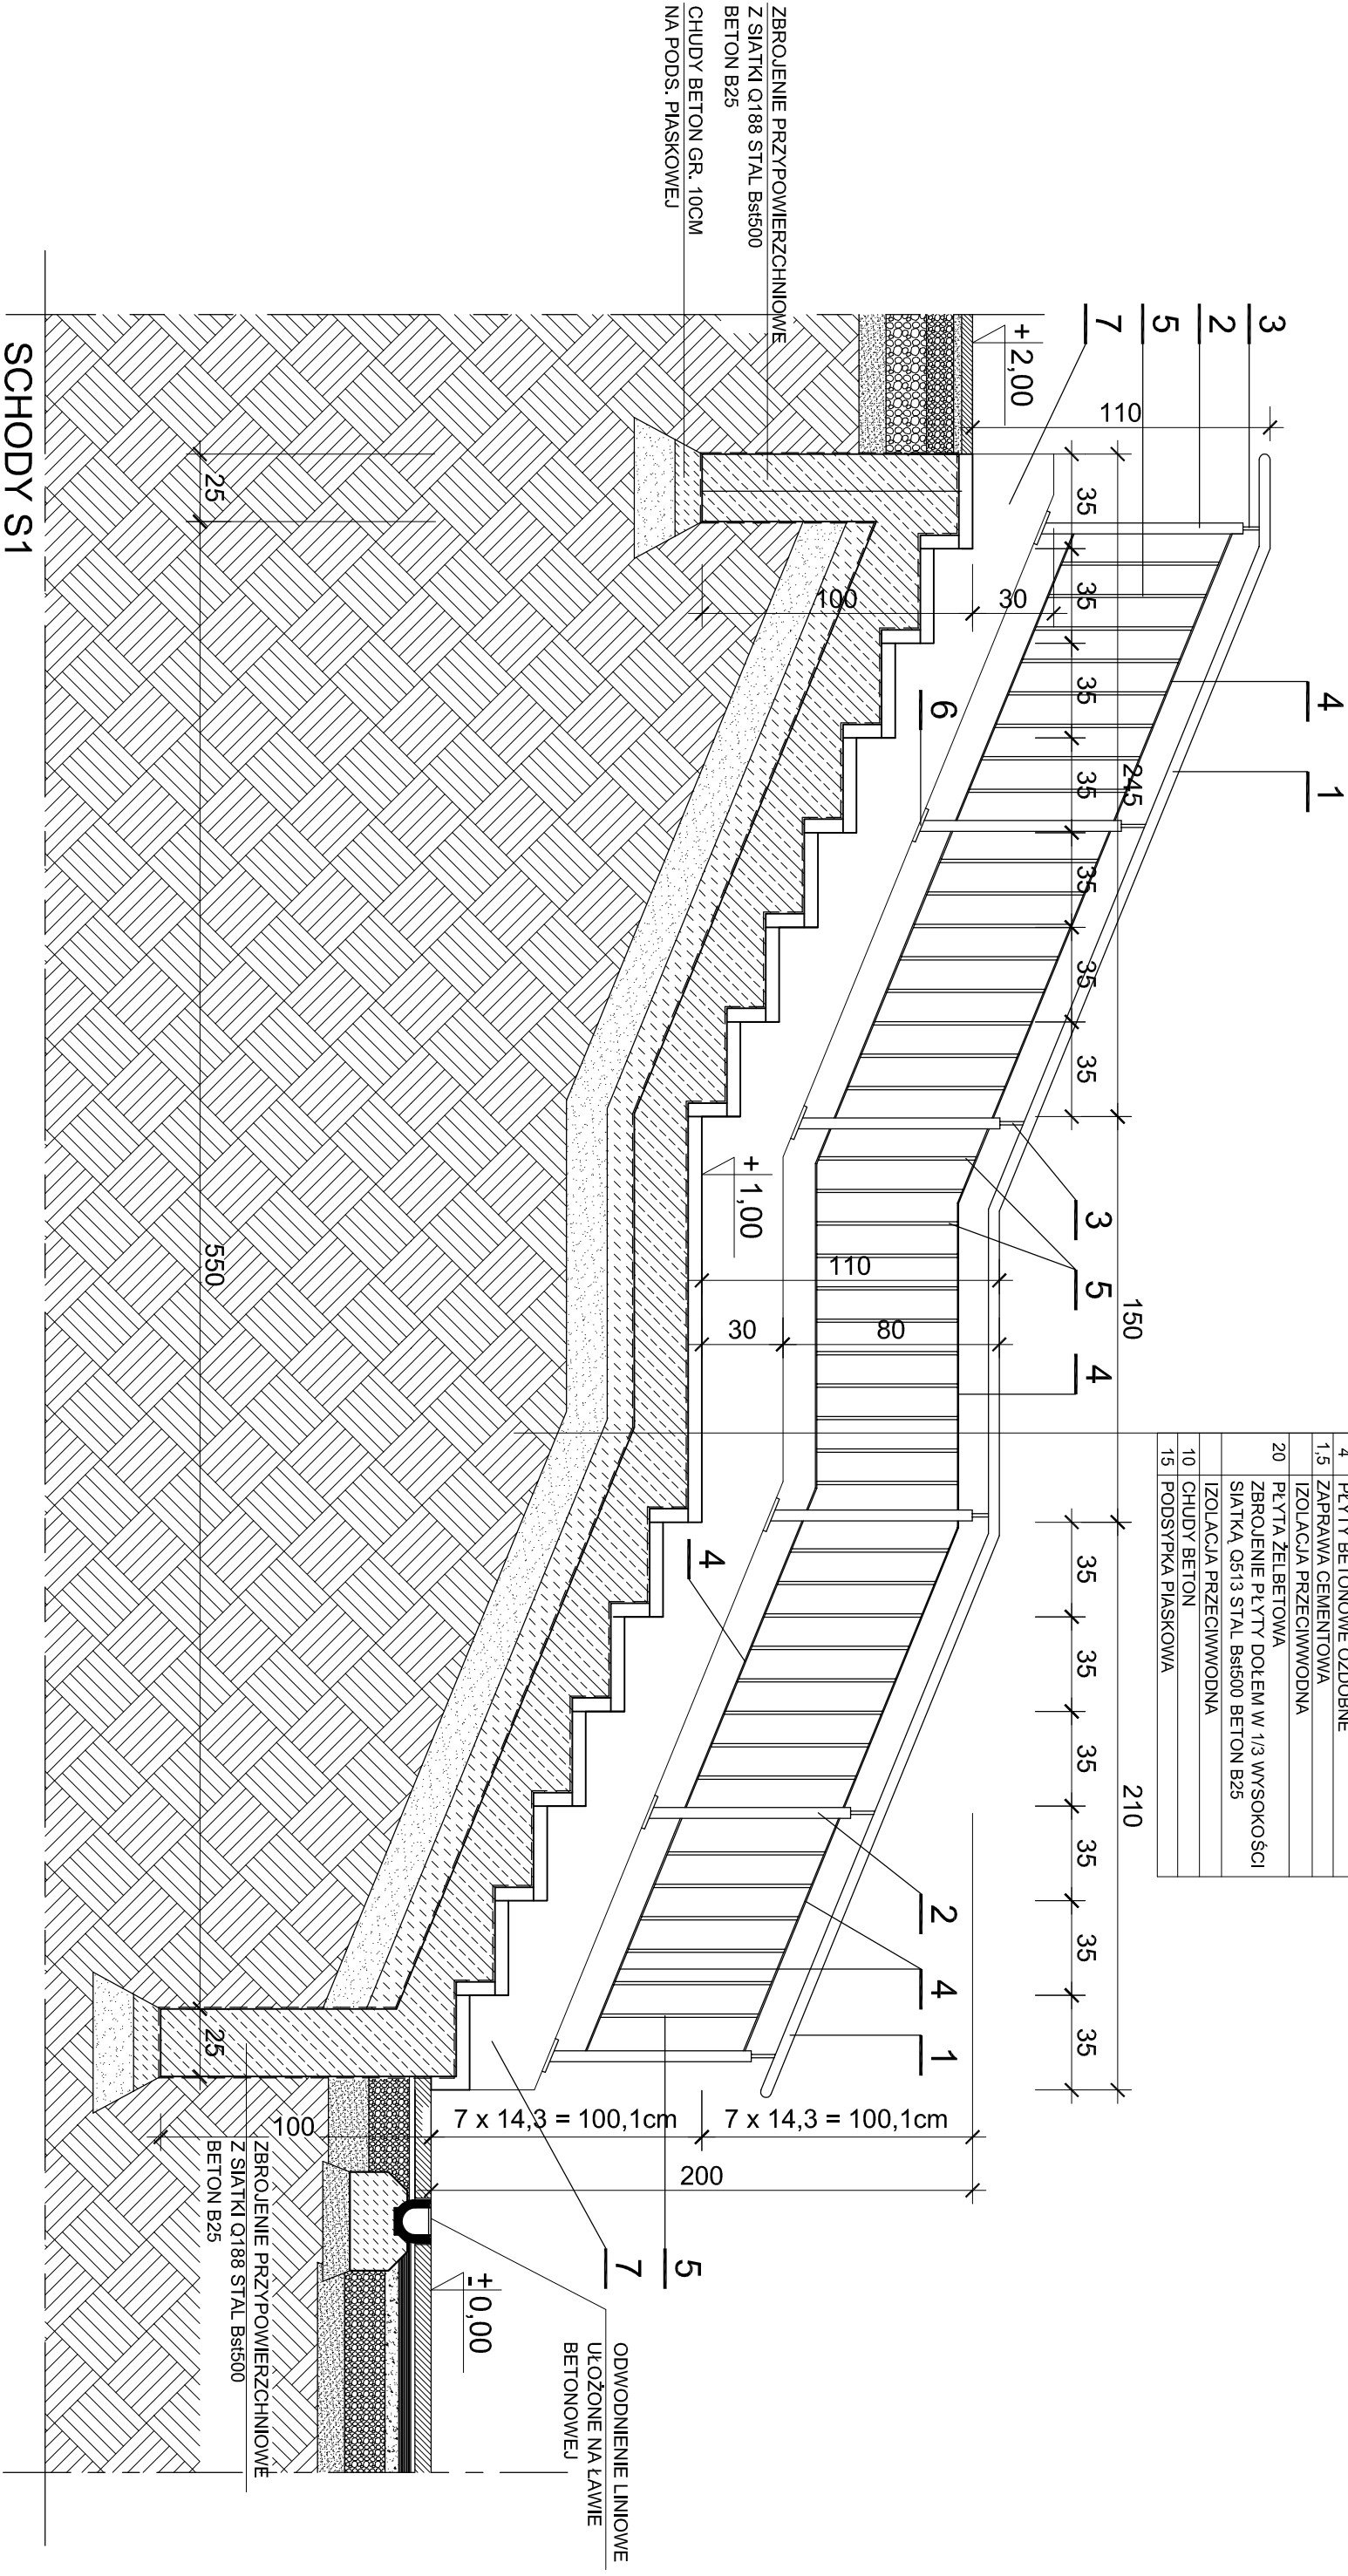 4 PŁYTY BETONOWE OZDOBNE
1,5 ZAPRAWA CEMENTOWA
IZOLACJA PRZECIWWODNA
20 PŁYTA ŻELBETOWA
ZBROJENIE PŁYTY DOŁEM W 1/3 WYSOKOŚCI
SIATKĄ Q513 STAL Bst500 BETON B25
IZOLACJA PRZECIWWODNA
10 CHUDY BETON
15 PODSYPKA PIASKOWA
3
2
5
7
4
1
110
+ 2,00
35
35
35
35
35
35
35
245
150
210
35
35
35
35
35
35
100
30
6
3
5
4
+ 1,00
110
30
80
4
2
4
1
5
7
7 x 14,3 = 100,1cm
7 x 14,3 = 100,1cm
200
100
± 0,00
ZBROJENIE PRZYPOWIERZCHNIOWE
Z SIATKI Q188 STAL Bst500
BETON B25
CHUDY BETON GR. 10CM
NA PODS. PIASKOWEJ
ODWODNIENIE LINIOWE
UŁOŻONE NA ŁAWIE
BETONOWEJ
ZBROJENIE PRZYPOWIERZCHNIOWE
Z SIATKI Q188 STAL Bst500
BETON B25
25
550
25
SCHODY S1